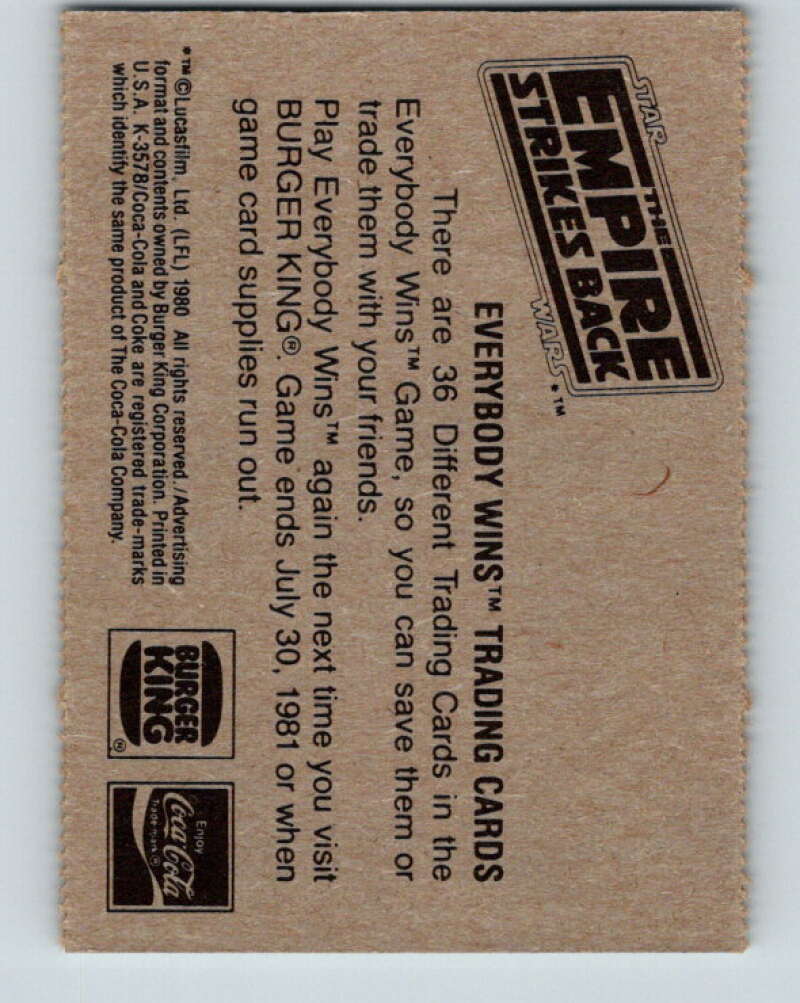 STAR
THE
EMPIRE
STRIKES BACK
WARS
*™
EVERYBODY WINS™ TRADING CARDS
There are 36 Different Trading Cards in the
Everybody Wins™ Game, so you can save them or
trade them with your friends.
Play Everybody Wins™ again the next time you visit
BURGER KING®. Game ends July 30, 1981 or when
game card supplies run out.
*™ ©Lucasfilm, Ltd. (LFL) 1980 All rights reserved./Advertising
format and contents owned by Burger King Corporation. Printed in
U.S.A. K-3578/Coca-Cola and Coke are registered trade-marks
which identify the same product of The Coca-Cola Company.
BURGER
KING
®
Enjoy
Coca-Cola
Trade-mark®